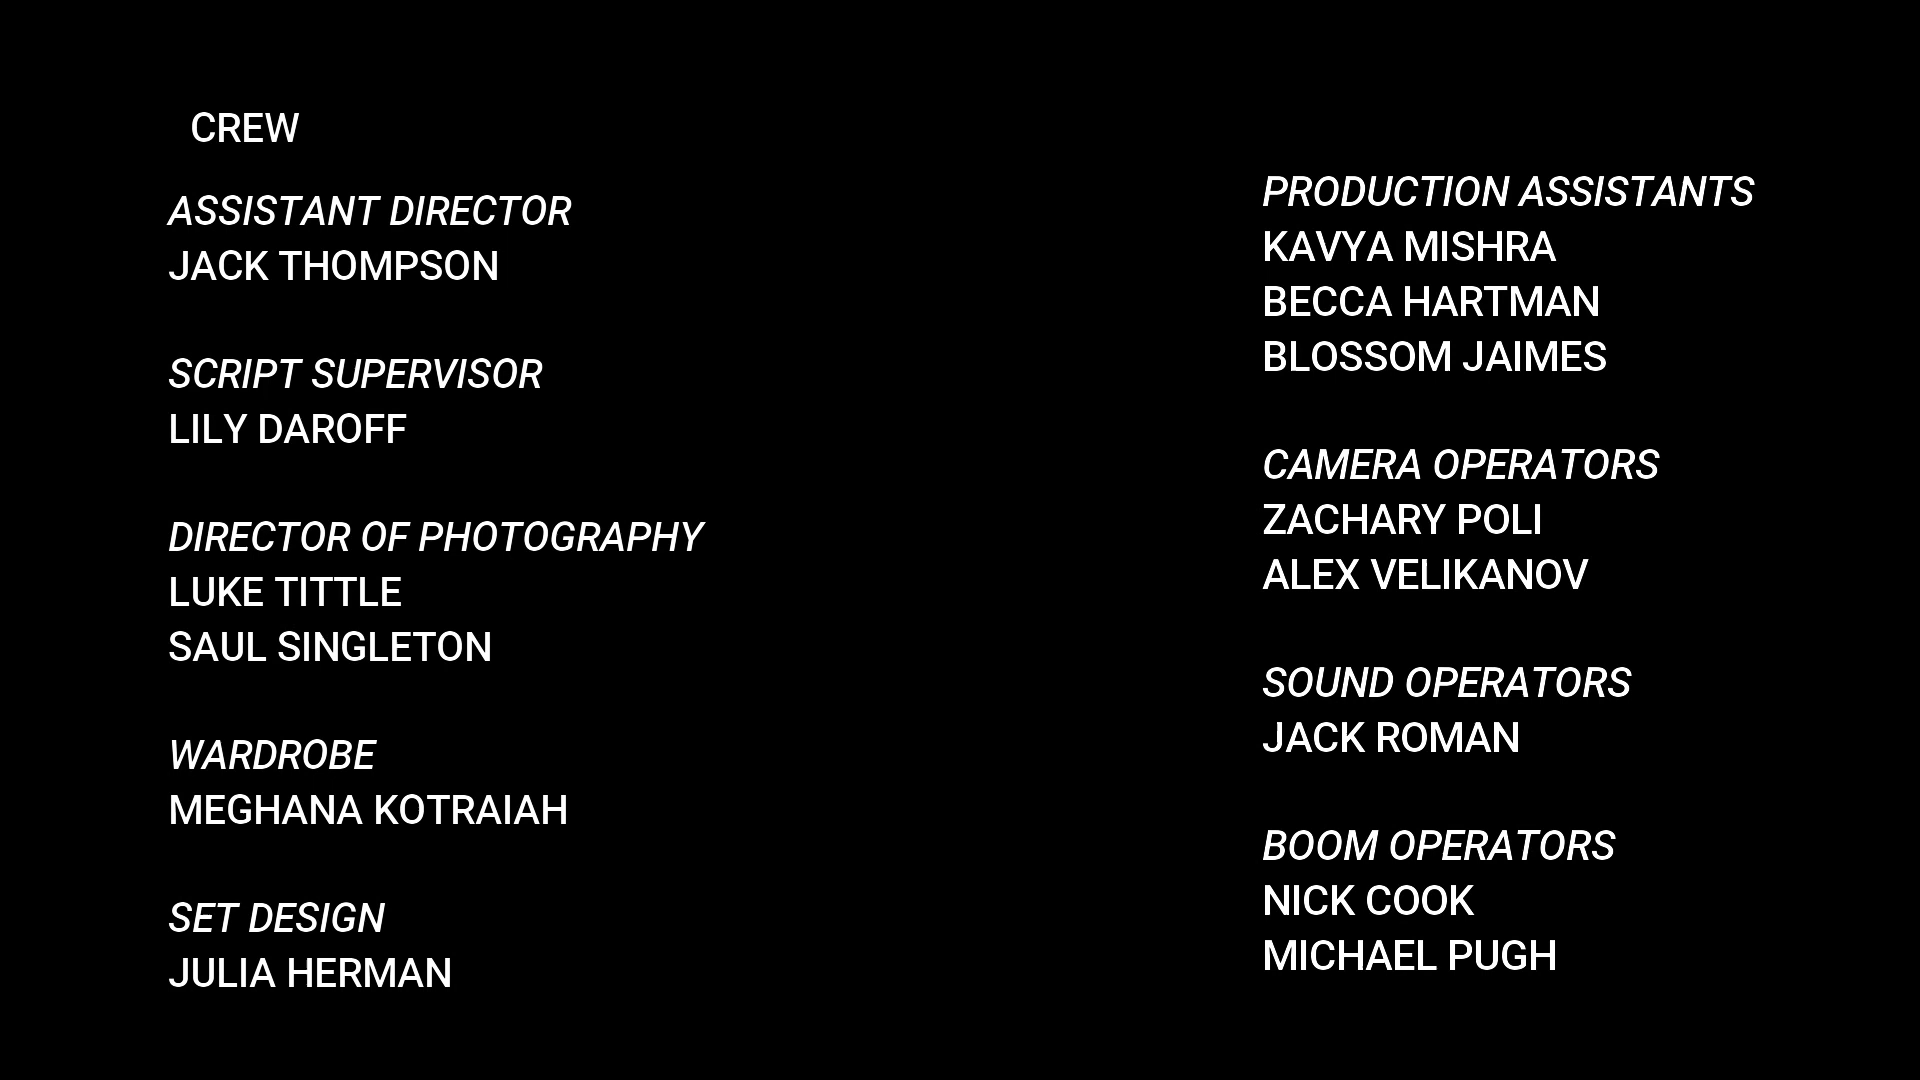 CREW
ASSISTANT DIRECTOR
JACK THOMPSON
SCRIPT SUPERVISOR
LILY DAROFF
DIRECTOR OF PHOTOGRAPHY
LUKE TITTLE
SAUL SINGLETON
WARDROBE
MEGHANA KOTRAIAH
SET DESIGN
JULIA HERMAN
PRODUCTION ASSISTANTS
KAVYA MISHRA
BECCA HARTMAN
BLOSSOM JAIMES
CAMERA OPERATORS
ZACHARY POLI
ALEX VELIKANOV
SOUND OPERATORS
JACK ROMAN
BOOM OPERATORS
NICK COOK
MICHAEL PUGH